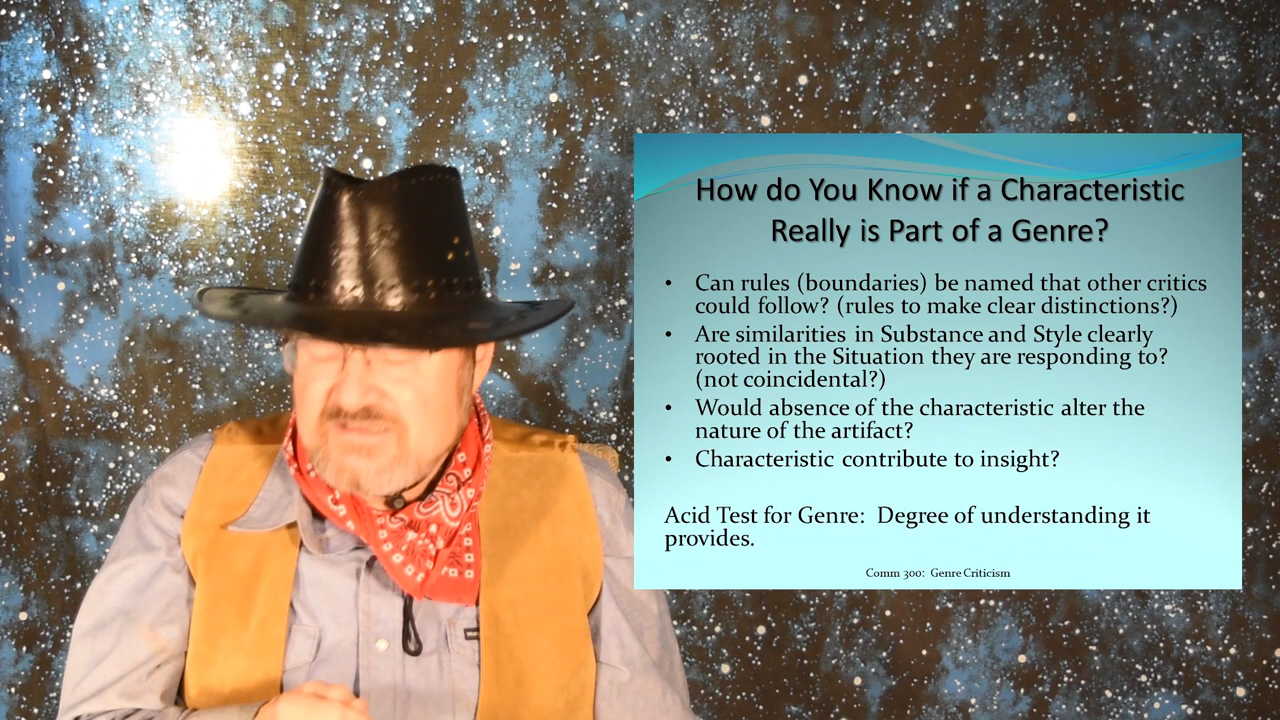 How do You Know if a Characteristic
Really is Part of a Genre?
• Can rules (boundaries) be named that other critics
could follow? (rules to make clear distinctions?)
• Are similarities in Substance and Style clearly
rooted in the Situation they are responding to?
(not coincidental?)
• Would absence of the characteristic alter the
nature of the artifact?
• Characteristic contribute to insight?
Acid Test for Genre: Degree of understanding it
provides.
Comm 300: Genre Criticism